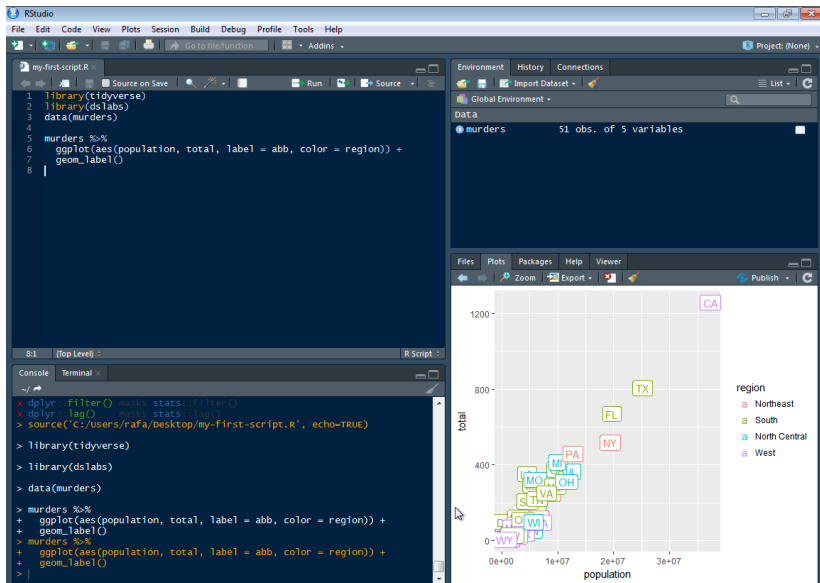 RStudio
File Edit Code View Plots Session Build Debug Profile Tools Help
Go to file/function Addins Project: (None)
my-first-script.R
Source on Save Run Source
1 library(tidyverse)
2 library(dslabs)
3 data(murders)
4
5 murders %>%
6 ggplot(aes(population, total, label = abb, color = region)) +
7 geom_label()
8
8:1 (Top Level) R Script
Console Terminal
~/
x dplyr::filter() masks stats::filter()
x dplyr::lag() masks stats::lag()
> source('C:/Users/rafa/Desktop/my-first-script.R', echo=TRUE)
> library(tidyverse)
> library(dslabs)
> data(murders)
> murders %>%
+ ggplot(aes(population, total, label = abb, color = region)) +
+ geom_label()
> murders %>%
+ ggplot(aes(population, total, label = abb, color = region)) +
+ geom_label()
>
Environment History Connections
Import Dataset List
Global Environment
Data
murders 51 obs. of 5 variables
Files Plots Packages Help Viewer
Zoom Export Publish
CA
1200
TX
800
FL
NY
PA
MI
400
MO
OH
VA
WI
0
WY
0e+00 1e+07 2e+07 3e+07
population
total
region
a Northeast
a South
a North Central
a West